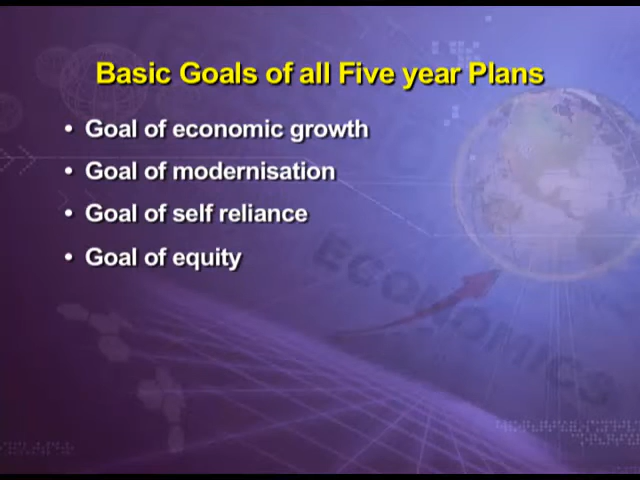 Basic Goals of all Five year Plans
• Goal of economic growth
• Goal of modernisation
• Goal of self reliance
• Goal of equity
ECONOMICS